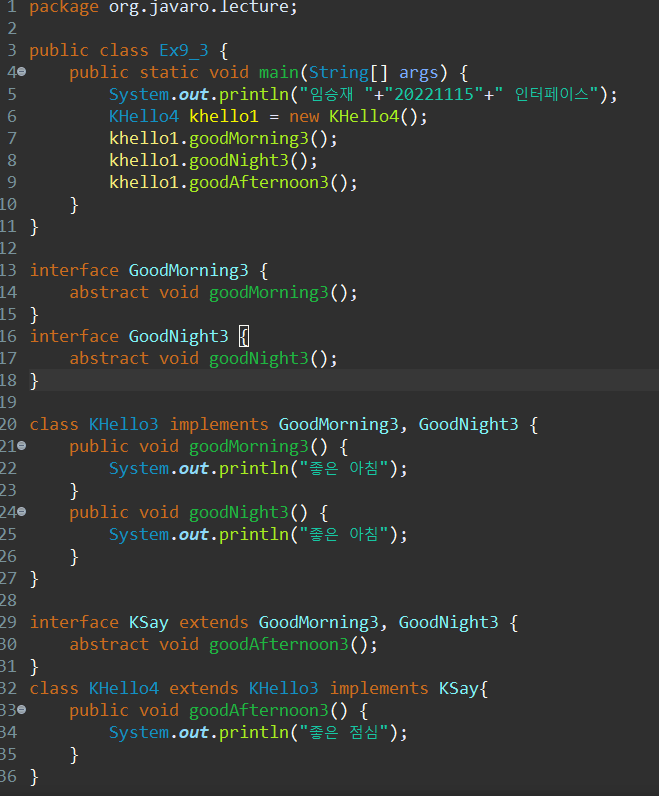 1 package org.javaro.lecture;
2
3 public class Ex9_3 {
4     public static void main(String[] args) {
5         System.out.println("임승재 "+"20221115"+" 인터페이스");
6         KHello4 khello1 = new KHello4();
7         khello1.goodMorning3();
8         khello1.goodNight3();
9         khello1.goodAfternoon3();
10     }
11 }
12
13 interface GoodMorning3 {
14     abstract void goodMorning3();
15 }
16 interface GoodNight3 {
17     abstract void goodNight3();
18 }
19
20 class KHello3 implements GoodMorning3, GoodNight3 {
21     public void goodMorning3() {
22         System.out.println("좋은 아침");
23     }
24     public void goodNight3() {
25         System.out.println("좋은 아침");
26     }
27 }
28
29 interface KSay extends GoodMorning3, GoodNight3 {
30     abstract void goodAfternoon3();
31 }
32 class KHello4 extends KHello3 implements KSay{
33     public void goodAfternoon3() {
34         System.out.println("좋은 점심");
35     }
36 }